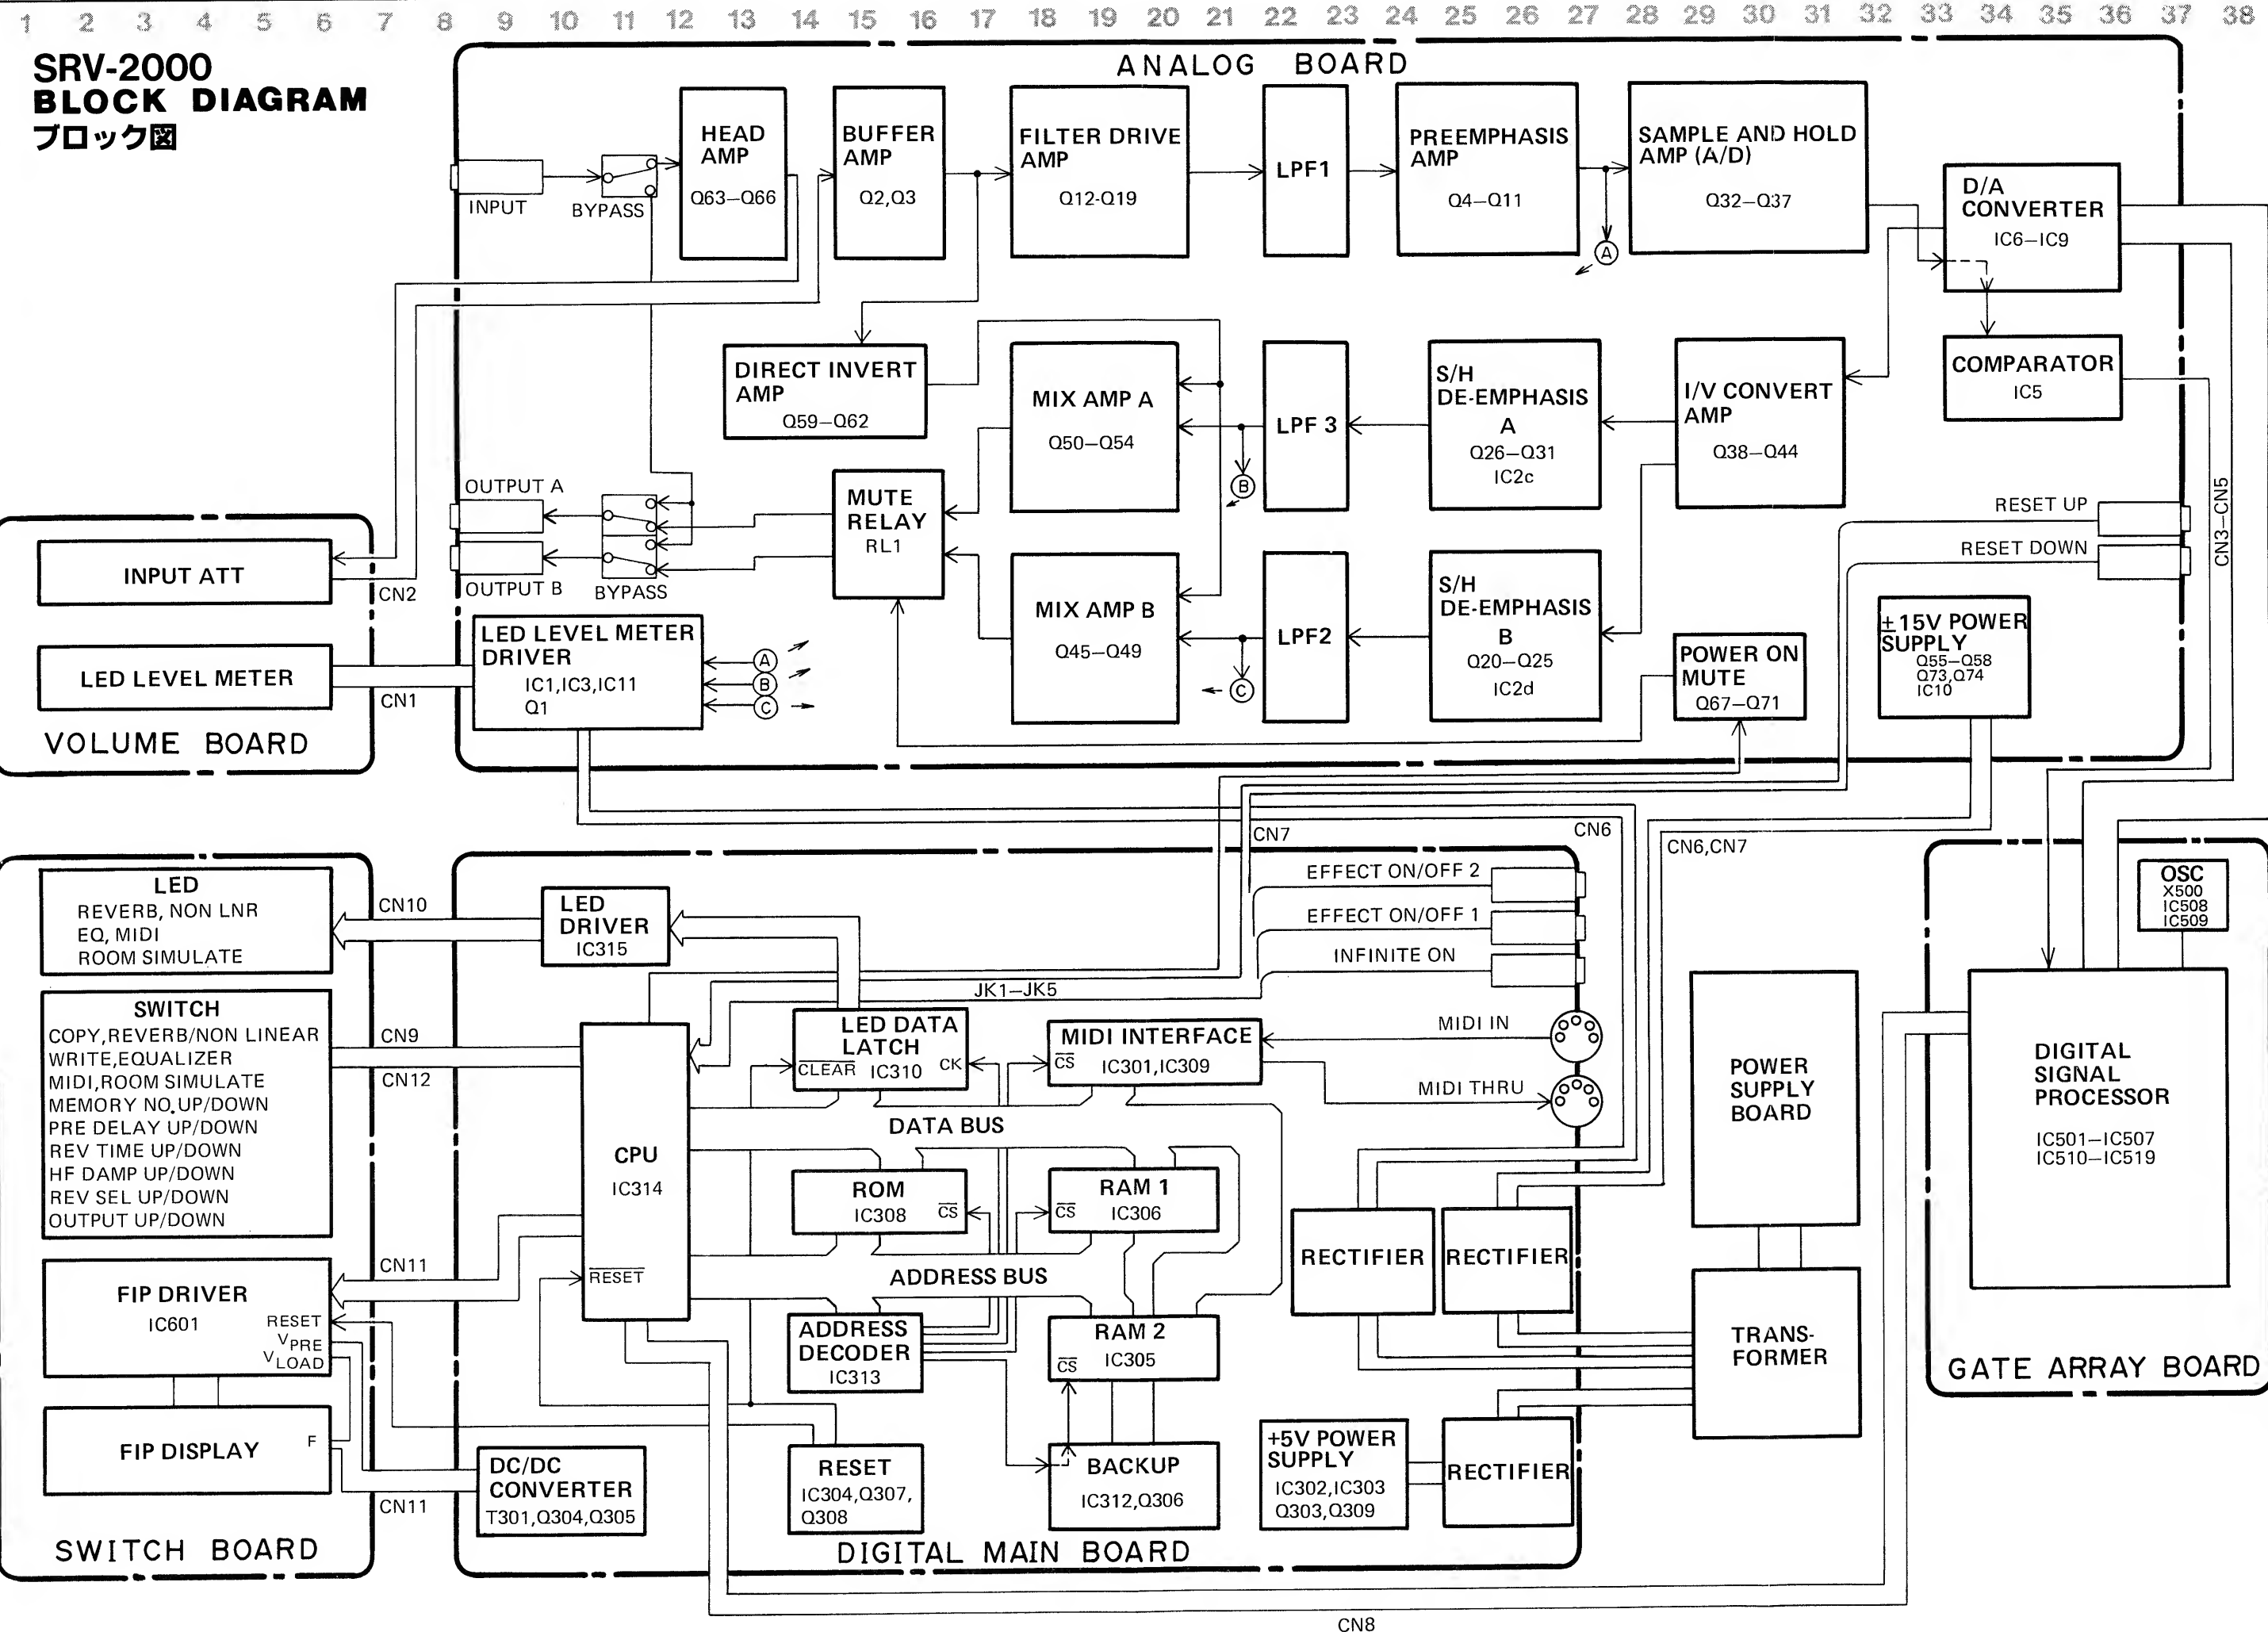 1 2 3 4 5 6 7 8 9 10 11 12 13 14 15 16 17 18 19 20 21 22 23 24 25 26 27 28 29 30 31 32 33 34 35 36 37 38
SRV-2000
BLOCK DIAGRAM
ブロック図
ANALOG BOARD
INPUT
BYPASS
HEAD
AMP
Q63—Q66
BUFFER
AMP
Q2,Q3
FILTER DRIVE
AMP
Q12-Q19
LPF1
PREEMPHASIS
AMP
Q4—Q11
A
SAMPLE AND HOLD
AMP (A/D)
Q32—Q37
D/A
CONVERTER
IC6—IC9
COMPARATOR
IC5
DIRECT INVERT
AMP
Q59—Q62
MIX AMP A
Q50—Q54
LPF 3
B
S/H
DE-EMPHASIS
A
Q26—Q31
IC2c
I/V CONVERT
AMP
Q38—Q44
OUTPUT A
OUTPUT B
BYPASS
MUTE
RELAY
RL1
MIX AMP B
Q45—Q49
LPF2
C
S/H
DE-EMPHASIS
B
Q20—Q25
IC2d
POWER ON
MUTE
Q67—Q71
RESET UP
RESET DOWN
±15V POWER
SUPPLY
Q55—Q58
Q73,Q74
IC10
CN3—CN5
INPUT ATT
CN2
LED LEVEL METER
CN1
VOLUME BOARD
LED LEVEL METER
DRIVER
IC1,IC3,IC11
Q1
A
B
C
CN7
CN6
CN6,CN7
LED
REVERB, NON LNR
EQ, MIDI
ROOM SIMULATE
CN10
SWITCH
COPY,REVERB/NON LINEAR
WRITE,EQUALIZER
MIDI,ROOM SIMULATE
MEMORY NO.UP/DOWN
PRE DELAY UP/DOWN
REV TIME UP/DOWN
HF DAMP UP/DOWN
REV SEL UP/DOWN
OUTPUT UP/DOWN
CN9
CN12
FIP DRIVER
IC601
RESET
VPRE
VLOAD
CN11
FIP DISPLAY
F
CN11
SWITCH BOARD
LED
DRIVER
IC315
EFFECT ON/OFF 2
EFFECT ON/OFF 1
INFINITE ON
JK1—JK5
LED DATA
LATCH
CLEAR
IC310
CK
MIDI INTERFACE
CS
IC301,IC309
MIDI IN
MIDI THRU
DATA BUS
CPU
IC314
RESET
ROM
IC308
CS
RAM 1
CS
IC306
ADDRESS BUS
ADDRESS
DECODER
IC313
RAM 2
CS
IC305
RECTIFIER
RECTIFIER
DC/DC
CONVERTER
T301,Q304,Q305
RESET
IC304,Q307,
Q308
BACKUP
IC312,Q306
+5V POWER
SUPPLY
IC302,IC303
Q303,Q309
RECTIFIER
DIGITAL MAIN BOARD
CN8
POWER
SUPPLY
BOARD
TRANS-
FORMER
OSC
X500
IC508
IC509
DIGITAL
SIGNAL
PROCESSOR
IC501—IC507
IC510—IC519
GATE ARRAY BOARD